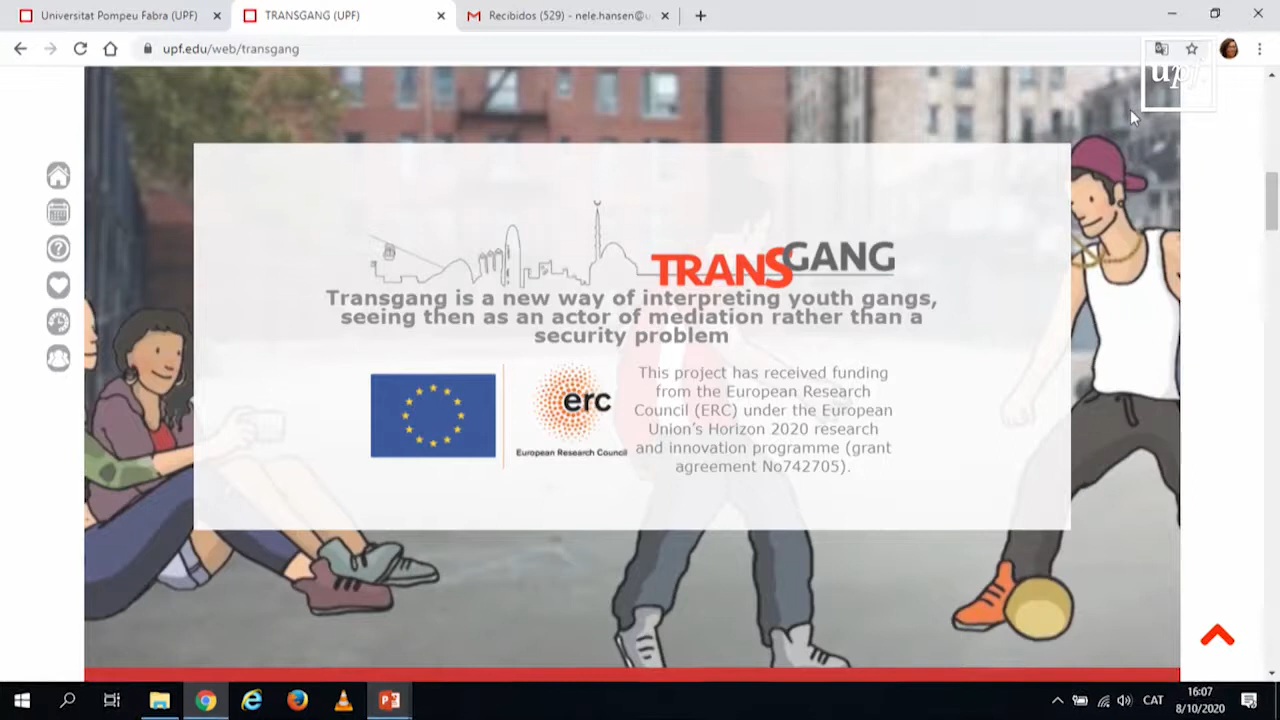 Universitat Pompeu Fabra (UPF)
TRANSGANG (UPF)
Recibidos (529) - nele.hansen@u
upf.edu/web/transgang
upf.
TRANSGANG
Transgang is a new way of interpreting youth gangs,
seeing then as an actor of mediation rather than a
security problem
erc
European Research Council
This project has received funding
from the European Research
Council (ERC) under the European
Union's Horizon 2020 research
and innovation programme (grant
agreement No742705).
CAT
16:07
8/10/2020